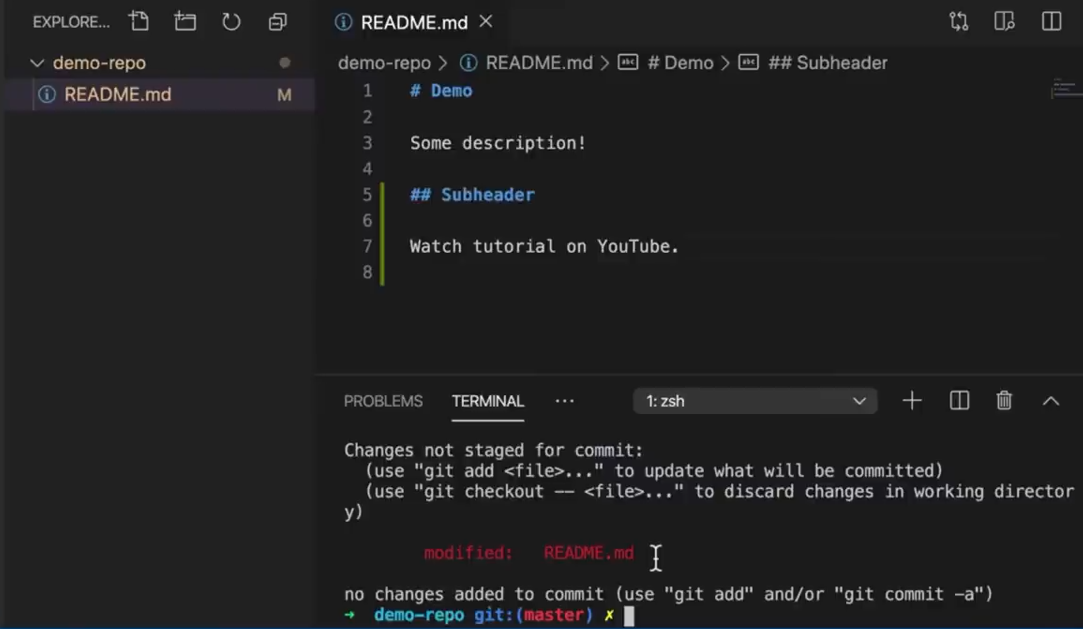 EXPLORE...
demo-repo
README.md M
README.md
demo-repo > README.md > # Demo > ## Subheader
1 # Demo
2
3 Some description!
4
5 ## Subheader
6
7 Watch tutorial on YouTube.
8
PROBLEMS TERMINAL ... 1: zsh
Changes not staged for commit:
(use "git add <file>..." to update what will be committed)
(use "git checkout -- <file>..." to discard changes in working director
y)
modified: README.md
no changes added to commit (use "git add" and/or "git commit -a")
➜ demo-repo git:(master) ✗